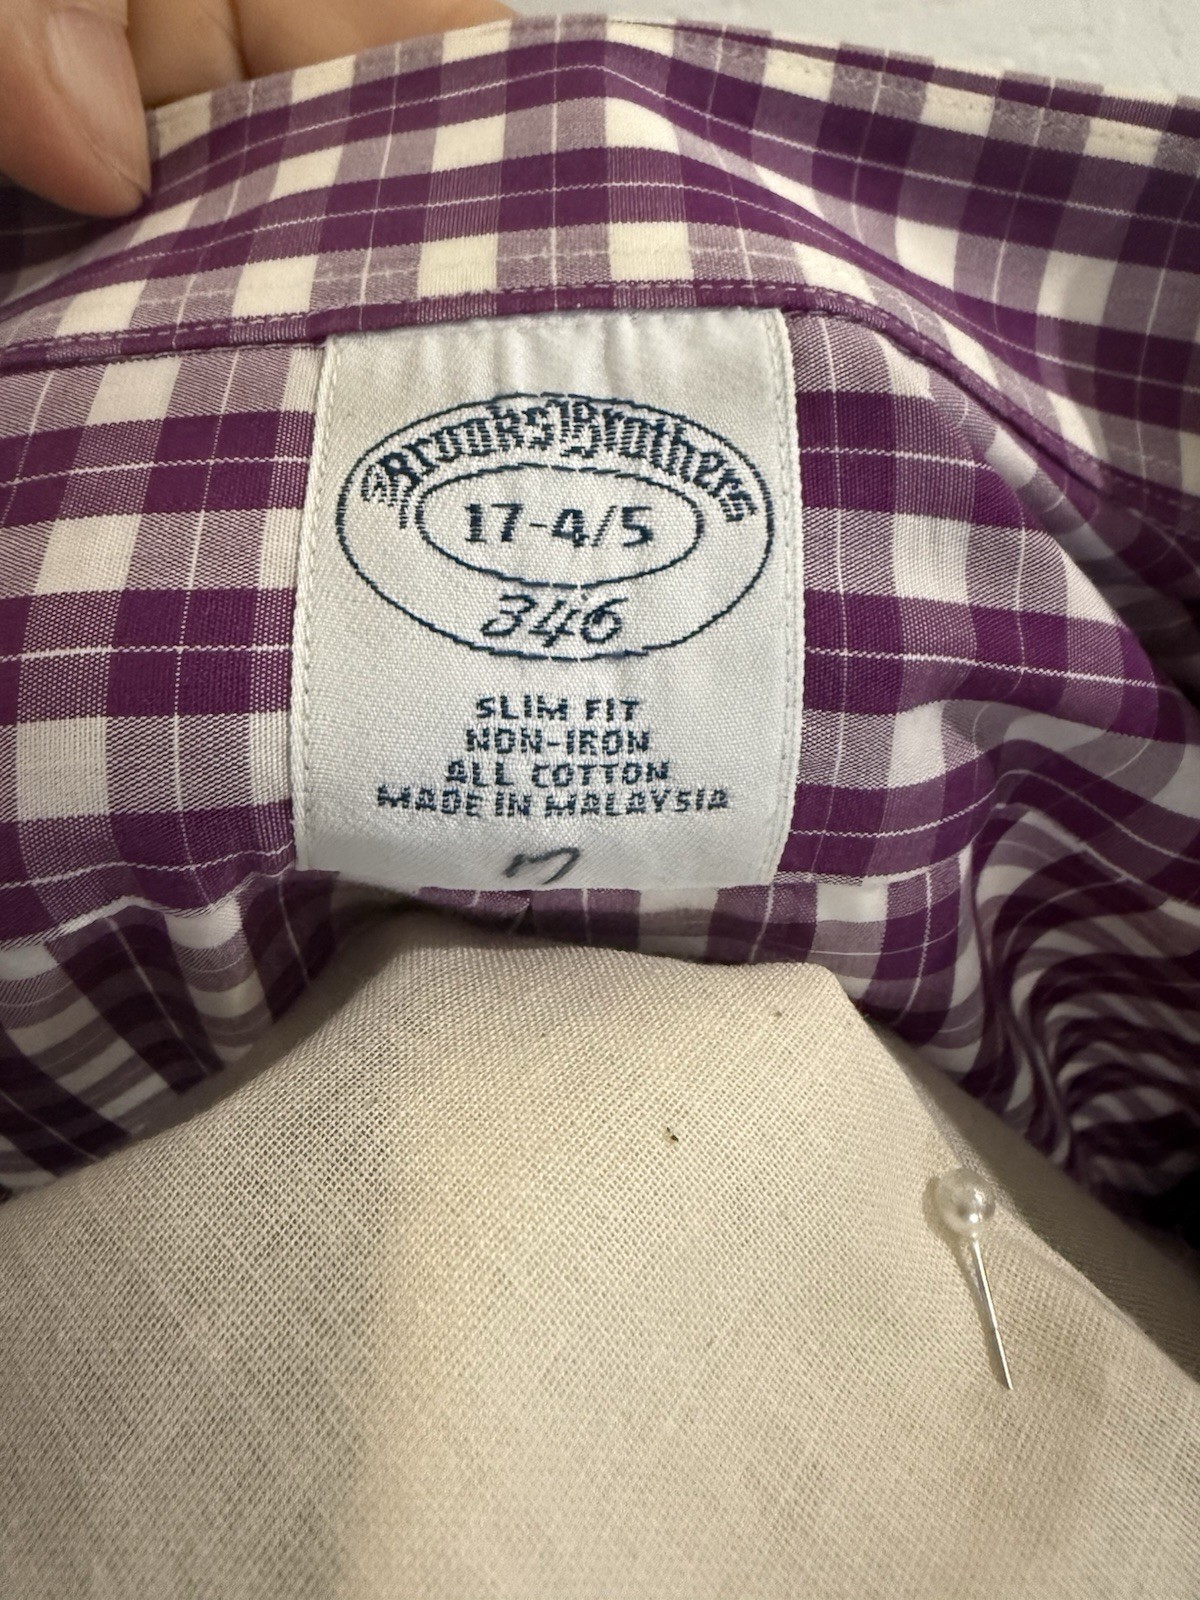 Brooks Brothers
17-4/5
346
SLIM FIT
NON-IRON
ALL COTTON
MADE IN MALAYSIA